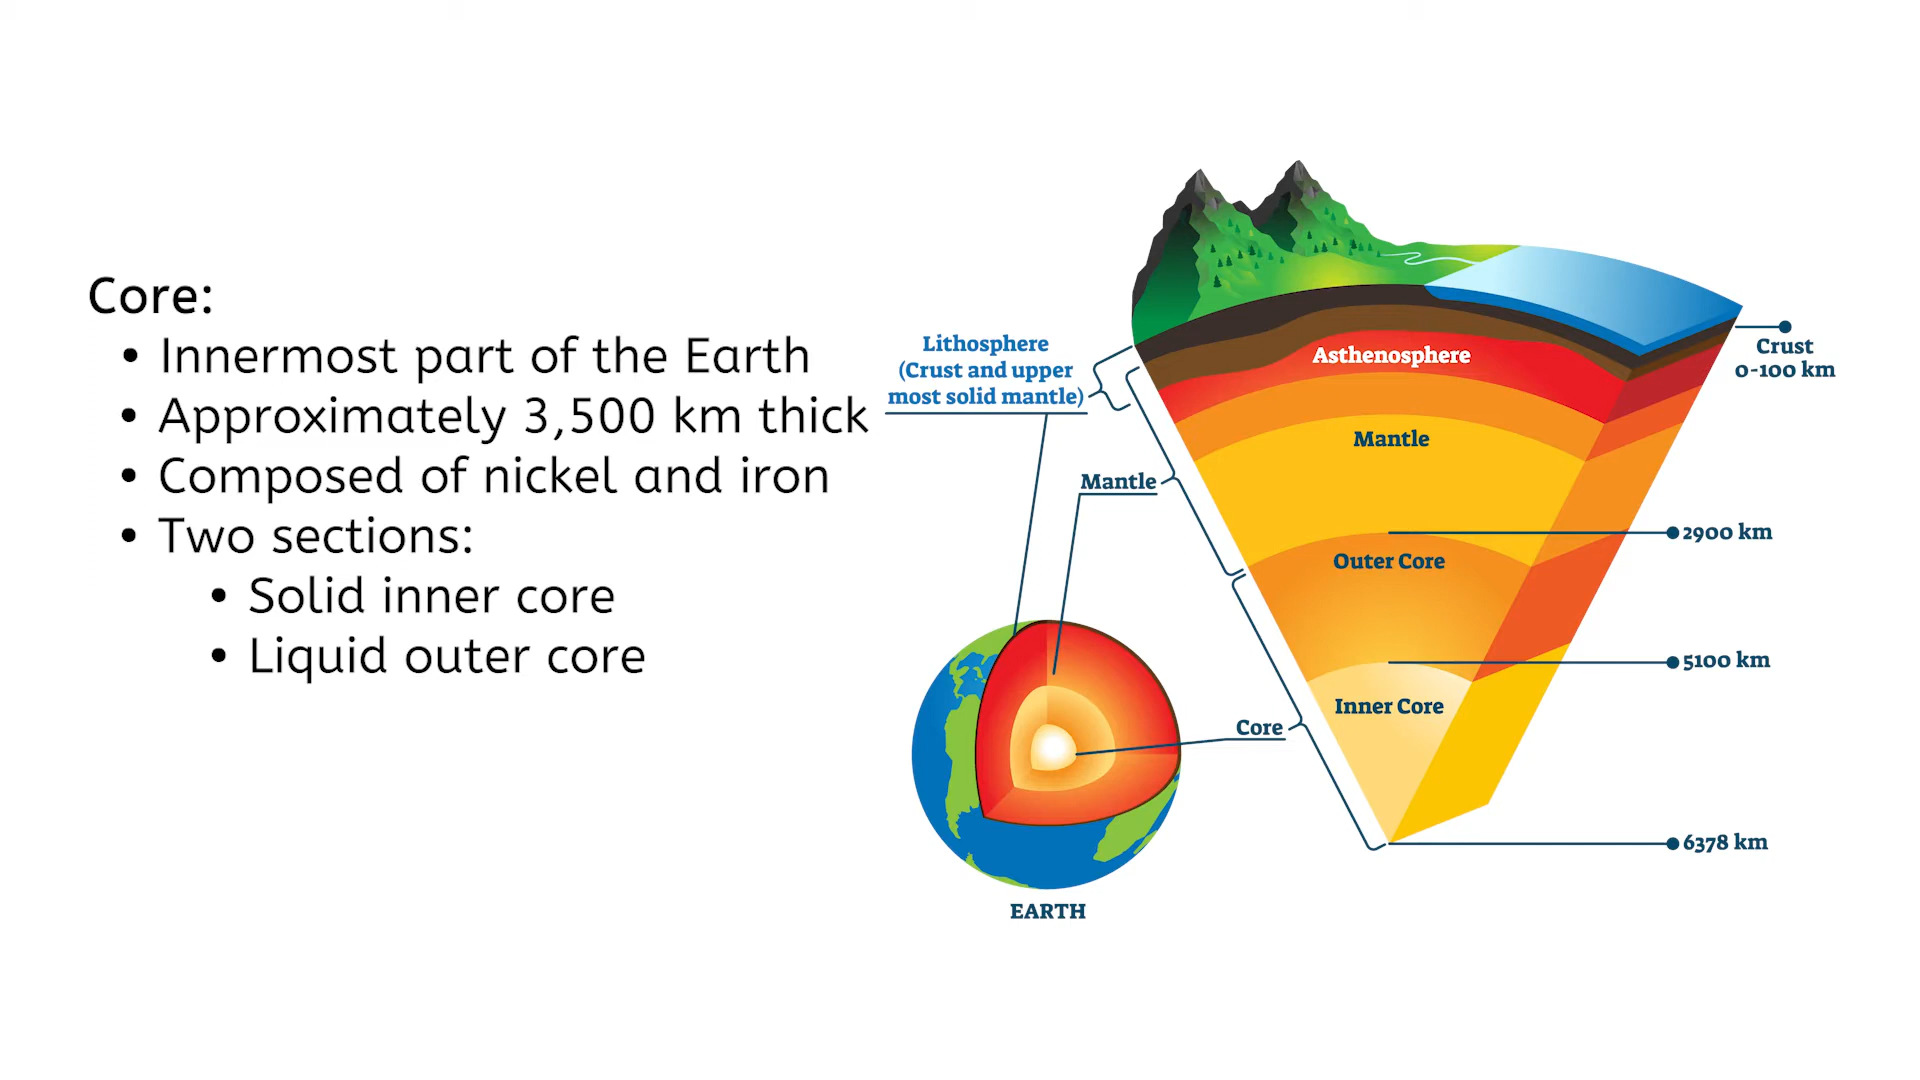 Core:
• Innermost part of the Earth
• Approximately 3,500 km thick
• Composed of nickel and iron
• Two sections:
• Solid inner core
• Liquid outer core
Lithosphere
(Crust and upper
most solid mantle)
Mantle
Core
EARTH
Asthenosphere
Mantle
Outer Core
Inner Core
Crust
0-100 km
2900 km
5100 km
6378 km